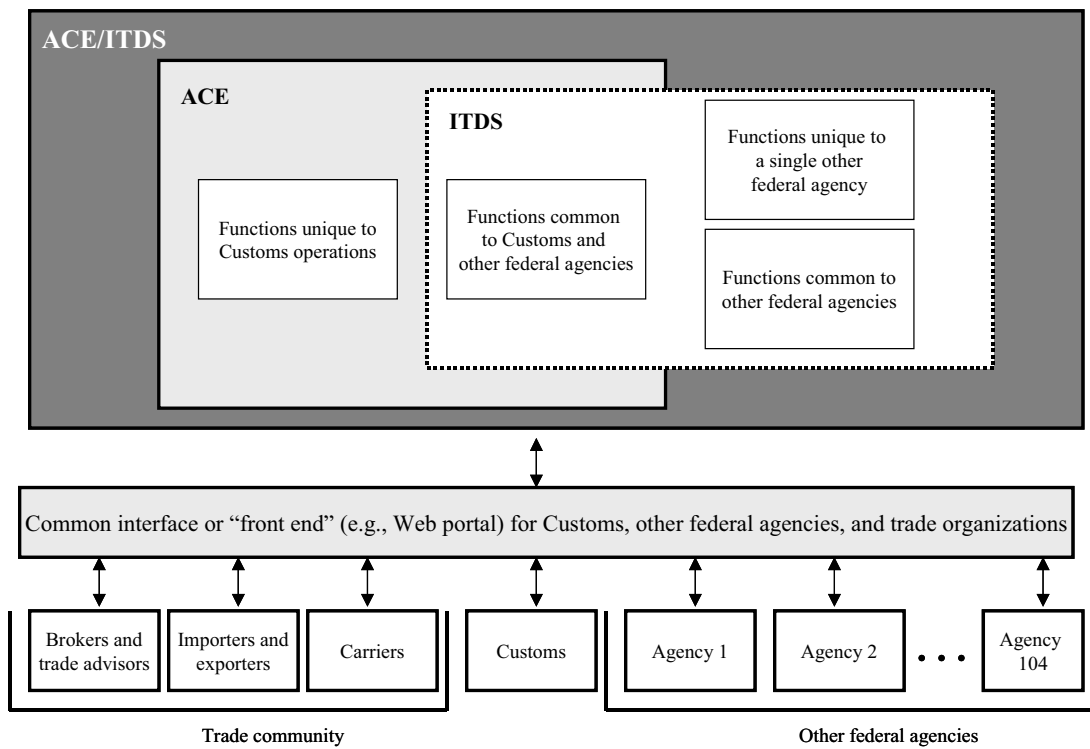 ACE/ITDS
ACE
ITDS
Functions unique to
a single other
federal agency
Functions unique to
Customs operations
Functions common
to Customs and
other federal agencies
Functions common to
other federal agencies
Common interface or “front end” (e.g., Web portal) for Customs, other federal agencies, and trade organizations
Brokers and
trade advisors
Importers and
exporters
Carriers
Customs
Agency 1
Agency 2
• • •
Agency
104
Trade community
Other federal agencies